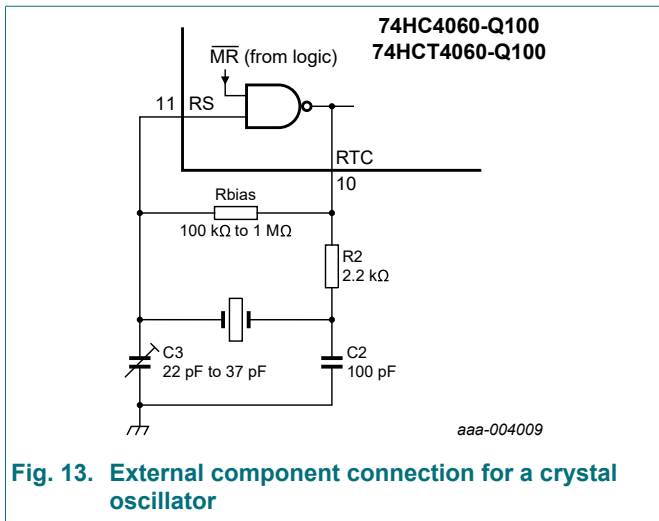 74HC4060-Q100
74HCT4060-Q100
MR (from logic)
11 RS
RTC
10
Rbias
100 kΩ to 1 MΩ
R2
2.2 kΩ
C3
22 pF to 37 pF
C2
100 pF
aaa-004009
Fig. 13. External component connection for a crystal
oscillator